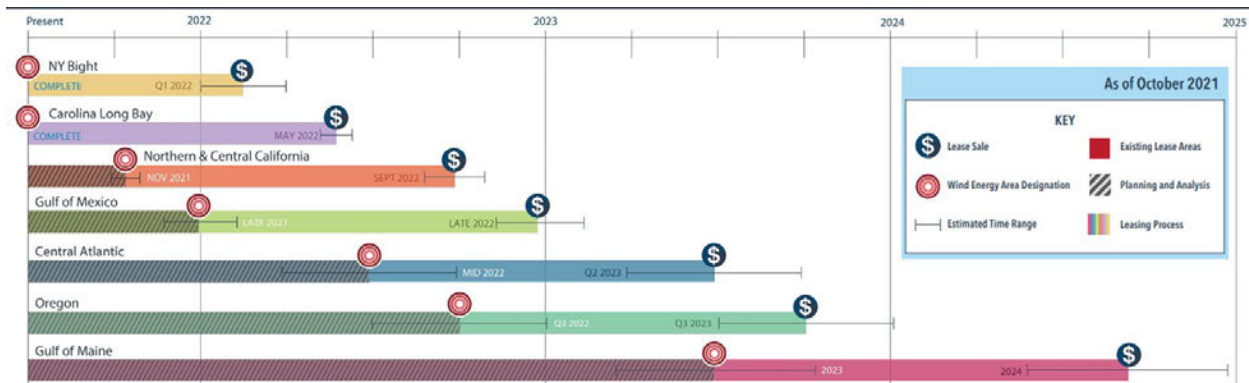 Present 2022 2023 2024 2025
NY Bight
COMPLETE Q1 2022
Carolina Long Bay
COMPLETE MAY 2022
Northern & Central California
NOV 2021 SEPT 2022
Gulf of Mexico
LATE 2021 LATE 2022
Central Atlantic
MID 2022 Q2 2023
Oregon
Q3 2022 Q3 2023
Gulf of Maine
2023 2024
As of October 2021
KEY
$ Lease Sale Existing Lease Areas
Wind Energy Area Designation Planning and Analysis
Estimated Time Range Leasing Process